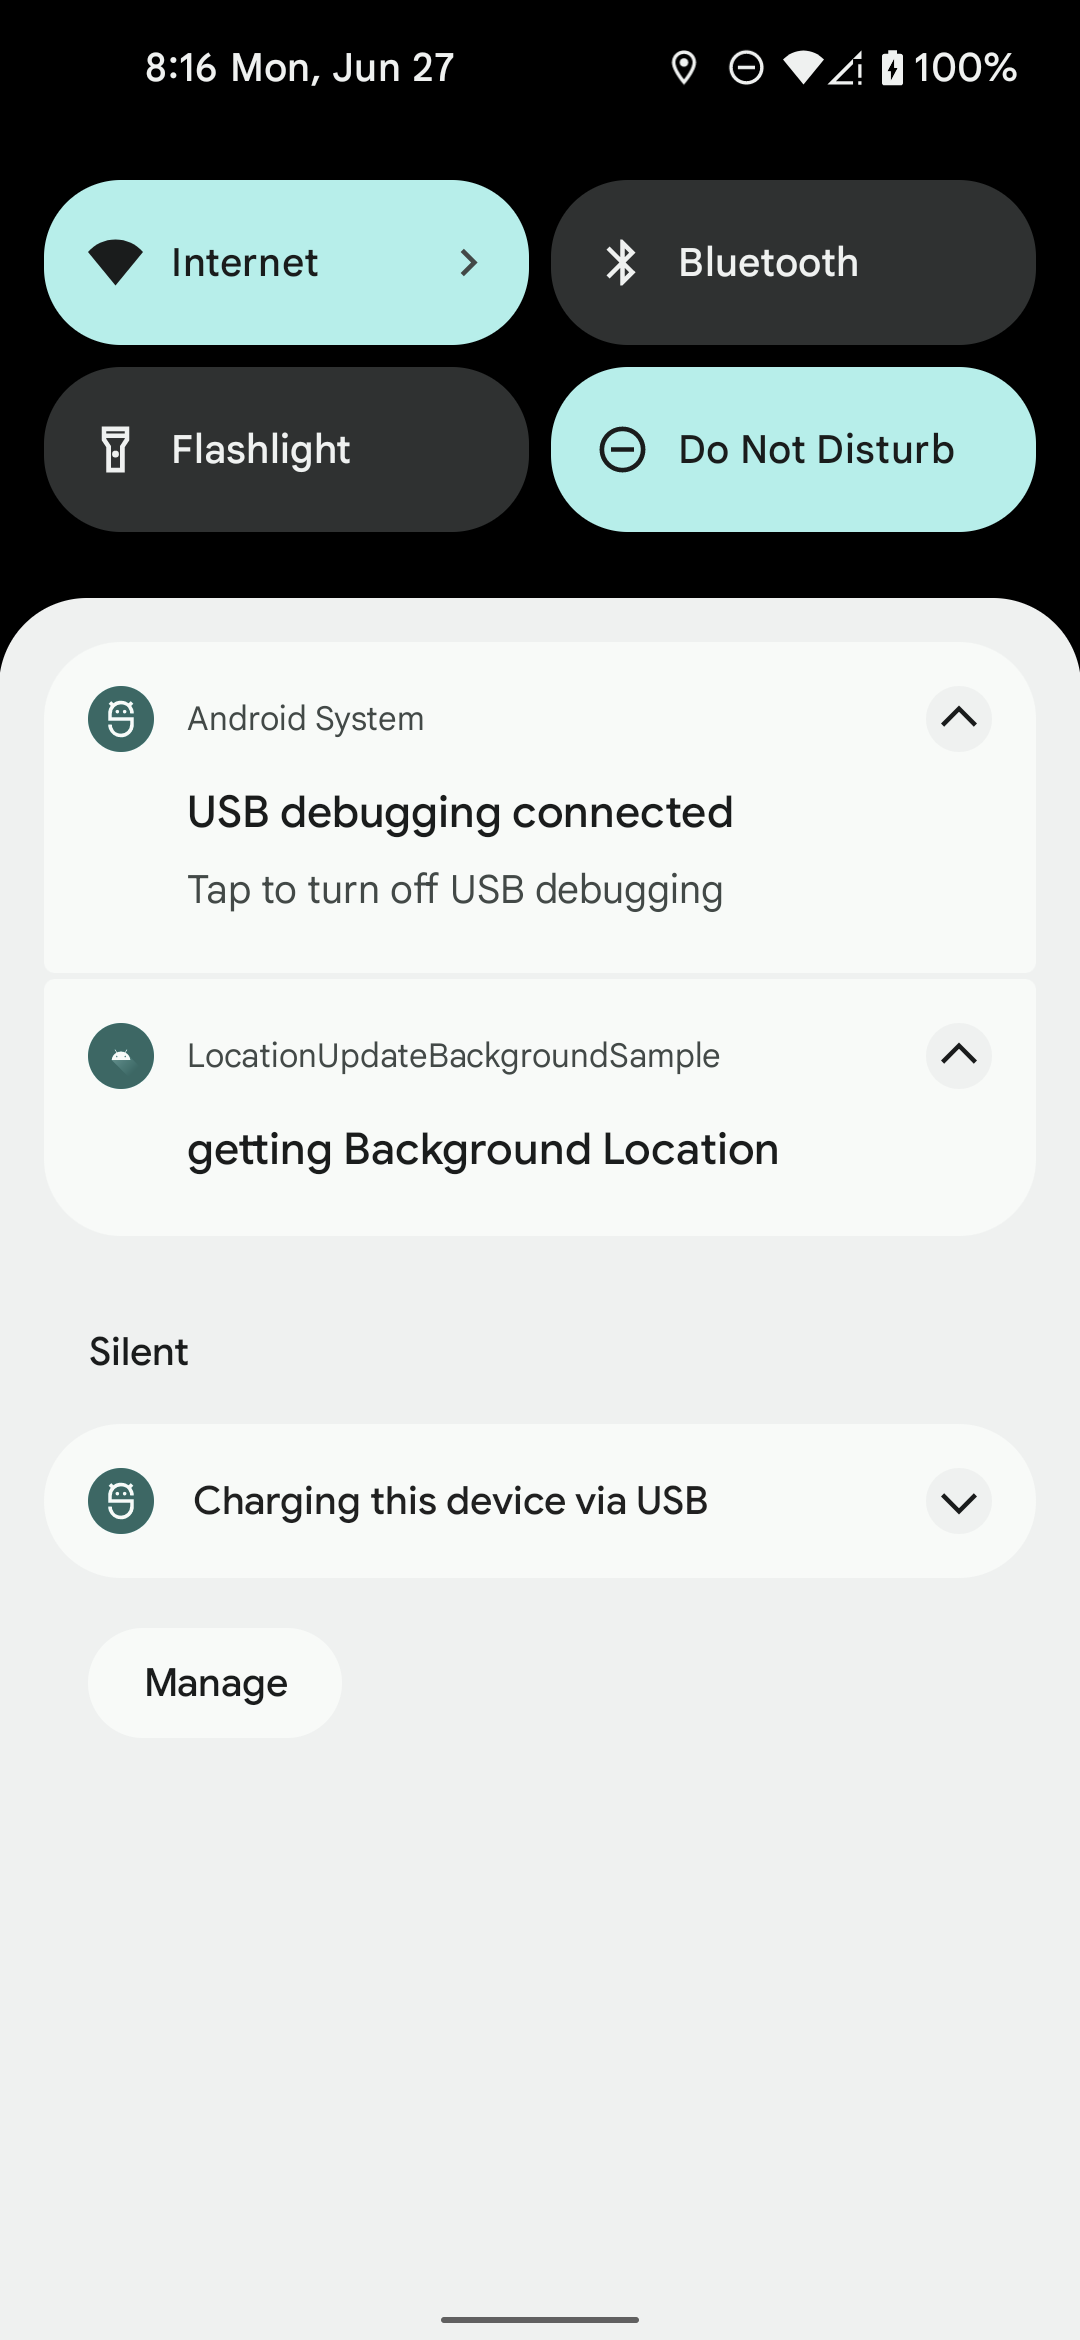 8:16 Mon, Jun 27 100%
Internet
Bluetooth
Flashlight
Do Not Disturb
Android System
USB debugging connected
Tap to turn off USB debugging
LocationUpdateBackgroundSample
getting Background Location
Silent
Charging this device via USB
Manage